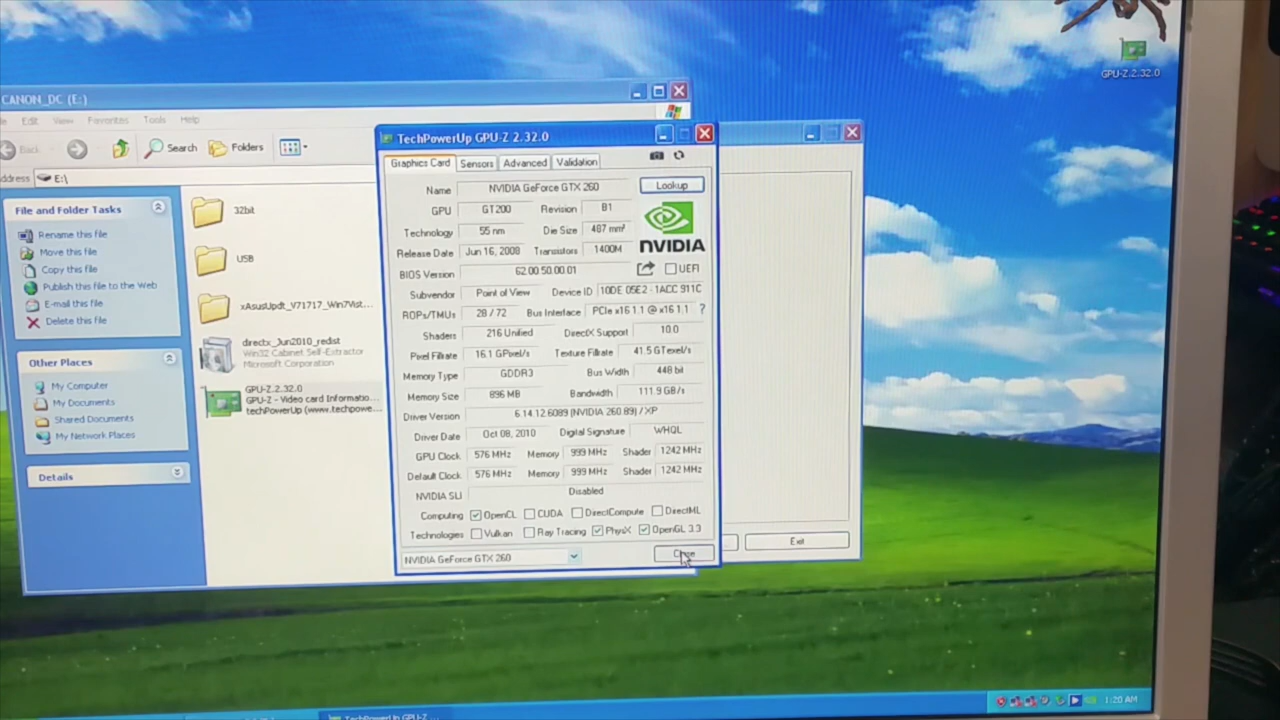 GPU-Z.2.32.0
CANON_DC (E:)
Edit View Favorites Tools Help
Back Search Folders
ddress E:\
File and Folder Tasks
Rename this file
Move this file
Copy this file
Publish this file to the Web
E-mail this file
Delete this file
Other Places
My Computer
My Documents
Shared Documents
My Network Places
Details
32bit
USB
xAsusUpdt_V71717_Win7Vist...
directx_Jun2010_redist
Win32 Cabinet Self-Extractor
Microsoft Corporation
GPU-Z.2.32.0
GPU-Z - Video card Informatio...
techPowerUp (www.techpowe...
TechPowerUp GPU-Z 2.32.0
Graphics Card Sensors Advanced Validation
Name NVIDIA GeForce GTX 260 Lookup
GPU GT200 Revision B1
Technology 55 nm Die Size 487 mm²
NVIDIA
Release Date Jun 16, 2008 Transistors 1400M
BIOS Version 62.00.50.00.01 UEFI
Subvendor Point of View Device ID 10DE 05E2 - 1ACC 911C
ROPs/TMUs 28 / 72 Bus Interface PCIe x16 1.1 @ x16 1.1 ?
Shaders 216 Unified DirectX Support 10.0
Pixel Fillrate 16.1 GPixel/s Texture Fillrate 41.5 GTexel/s
Memory Type GDDR3 Bus Width 448 bit
Memory Size 896 MB Bandwidth 111.9 GB/s
Driver Version 6.14.12.6089 (NVIDIA 260.89) / XP
Driver Date Oct 08, 2010 Digital Signature WHQL
GPU Clock 576 MHz Memory 999 MHz Shader 1242 MHz
Default Clock 576 MHz Memory 999 MHz Shader 1242 MHz
NVIDIA SLI Disabled
Computing OpenCL CUDA DirectCompute DirectML
Technologies Vulkan Ray Tracing PhysX OpenGL 3.3
NVIDIA GeForce GTX 260 Close
Exit
TechPowerUp GPU-Z ...
1:20 AM